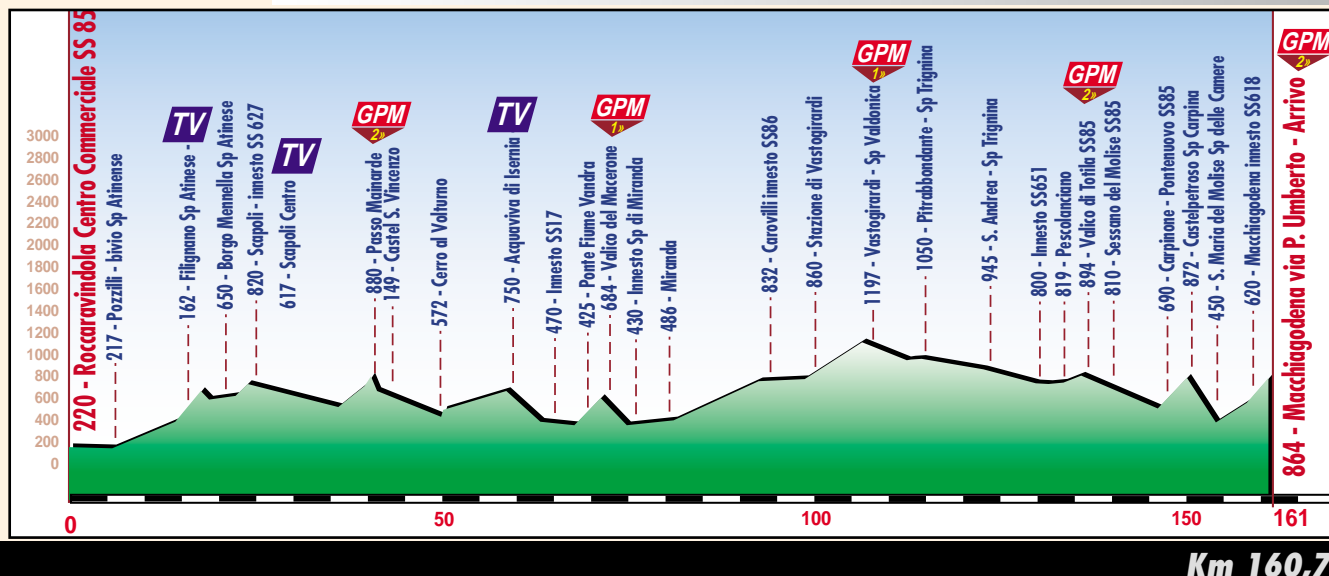 220 - Roccaravindola Centro Commerciale SS 85
217 - Pozzilli - bivio Sp Atinense
TV
162 - Filignano Sp Atinese -
650 - Borgo Mennella Sp Atinese
820 - Scapoli - innesto SS 627
TV
617 - Scapoli Centro
GPM
2»
880 - Passo Mainarde
149 - Castel S. Vincenzo
572 - Cerro al Volturno
TV
750 - Acquaviva di Isernia
470 - Innesto SS17
425 - Ponte Fiume Vandra
GPM
1»
684 - Valico del Macerone
430 - Innesto Sp di Miranda
486 - Miranda
832 - Carovilli innesto SS86
860 - Stazione di Vastogirardi
GPM
1»
1197 - Vastogirardi - Sp Valdonica
1050 - Pitrabbondante - Sp Trignina
945 - S. Andrea - Sp Trignina
800 - Innesto SS651
819 - Pescolanciano
GPM
2»
894 - Valico di Totila SS85
810 - Sessano del Molise SS85
690 - Carpinone - Pontenuovo SS85
872 - Castelpetroso Sp Carpina
450 - S. Maria del Molise Sp delle Camere
620 - Macchiagodena innesto SS618
GPM
2»
864 - Macchiagodena via P. Umberto - Arrivo
3000
2800
2600
2400
2200
2000
1800
1600
1400
1200
1000
800
600
400
200
0
0 50 100 150 161
Km 160,7